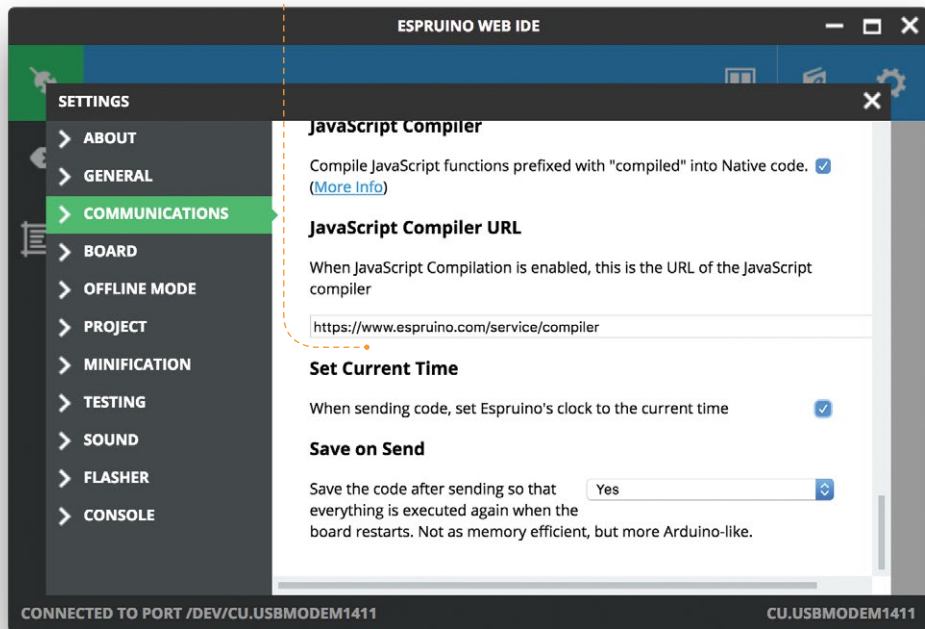 ESPRUINO WEB IDE
SETTINGS
ABOUT
GENERAL
COMMUNICATIONS
BOARD
OFFLINE MODE
PROJECT
MINIFICATION
TESTING
SOUND
FLASHER
CONSOLE
JavaScript Compiler
Compile JavaScript functions prefixed with "compiled" into Native code.
(More Info)
JavaScript Compiler URL
When JavaScript Compilation is enabled, this is the URL of the JavaScript
compiler
https://www.espruino.com/service/compiler
Set Current Time
When sending code, set Espruino's clock to the current time
Save on Send
Save the code after sending so that
Yes
everything is executed again when the
board restarts. Not as memory efficient, but more Arduino-like.
CONNECTED TO PORT /DEV/CU.USBMODEM1411
CU.USBMODEM1411